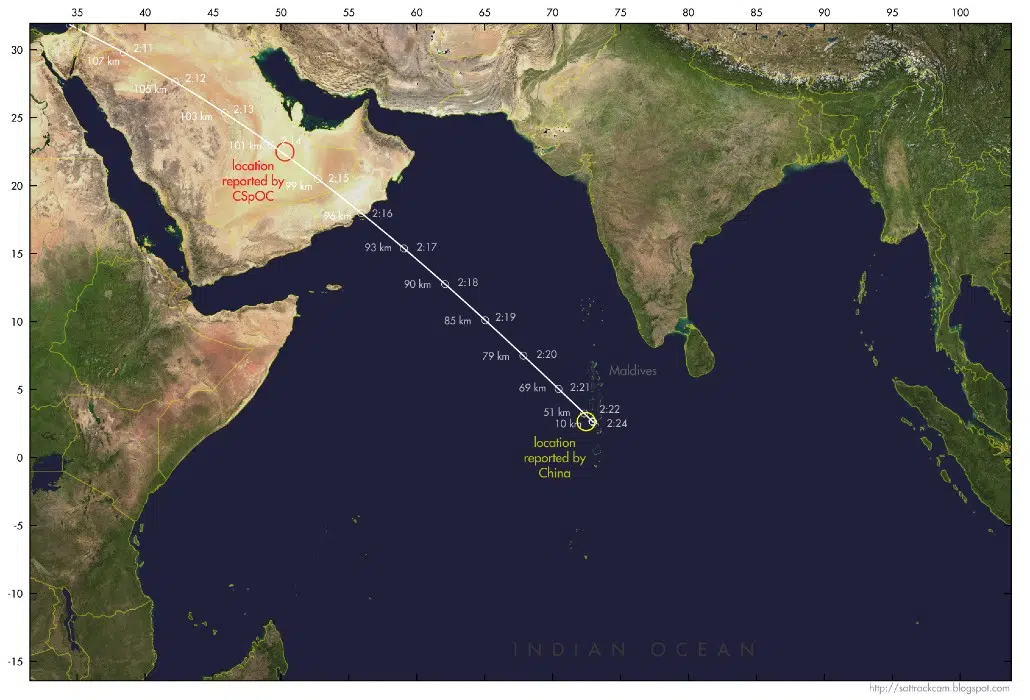 35 40 45 50 55 60 65 70 75 80 85 90 95 100
30
2:11
107 km
2:12
105 km
25
2:13
103 km
2:14
101 km
location
reported by
CSpOC
20
2:15
99 km
2:16
96 km
15
2:17
93 km
2:18
90 km
10
2:19
85 km
2:20
79 km
Maldives
5
2:21
69 km
2:22
51 km
2:24
10 km
location
reported by
China
0
-5
-10
-15
INDIAN OCEAN
http://sattrackcam.blogspot.com